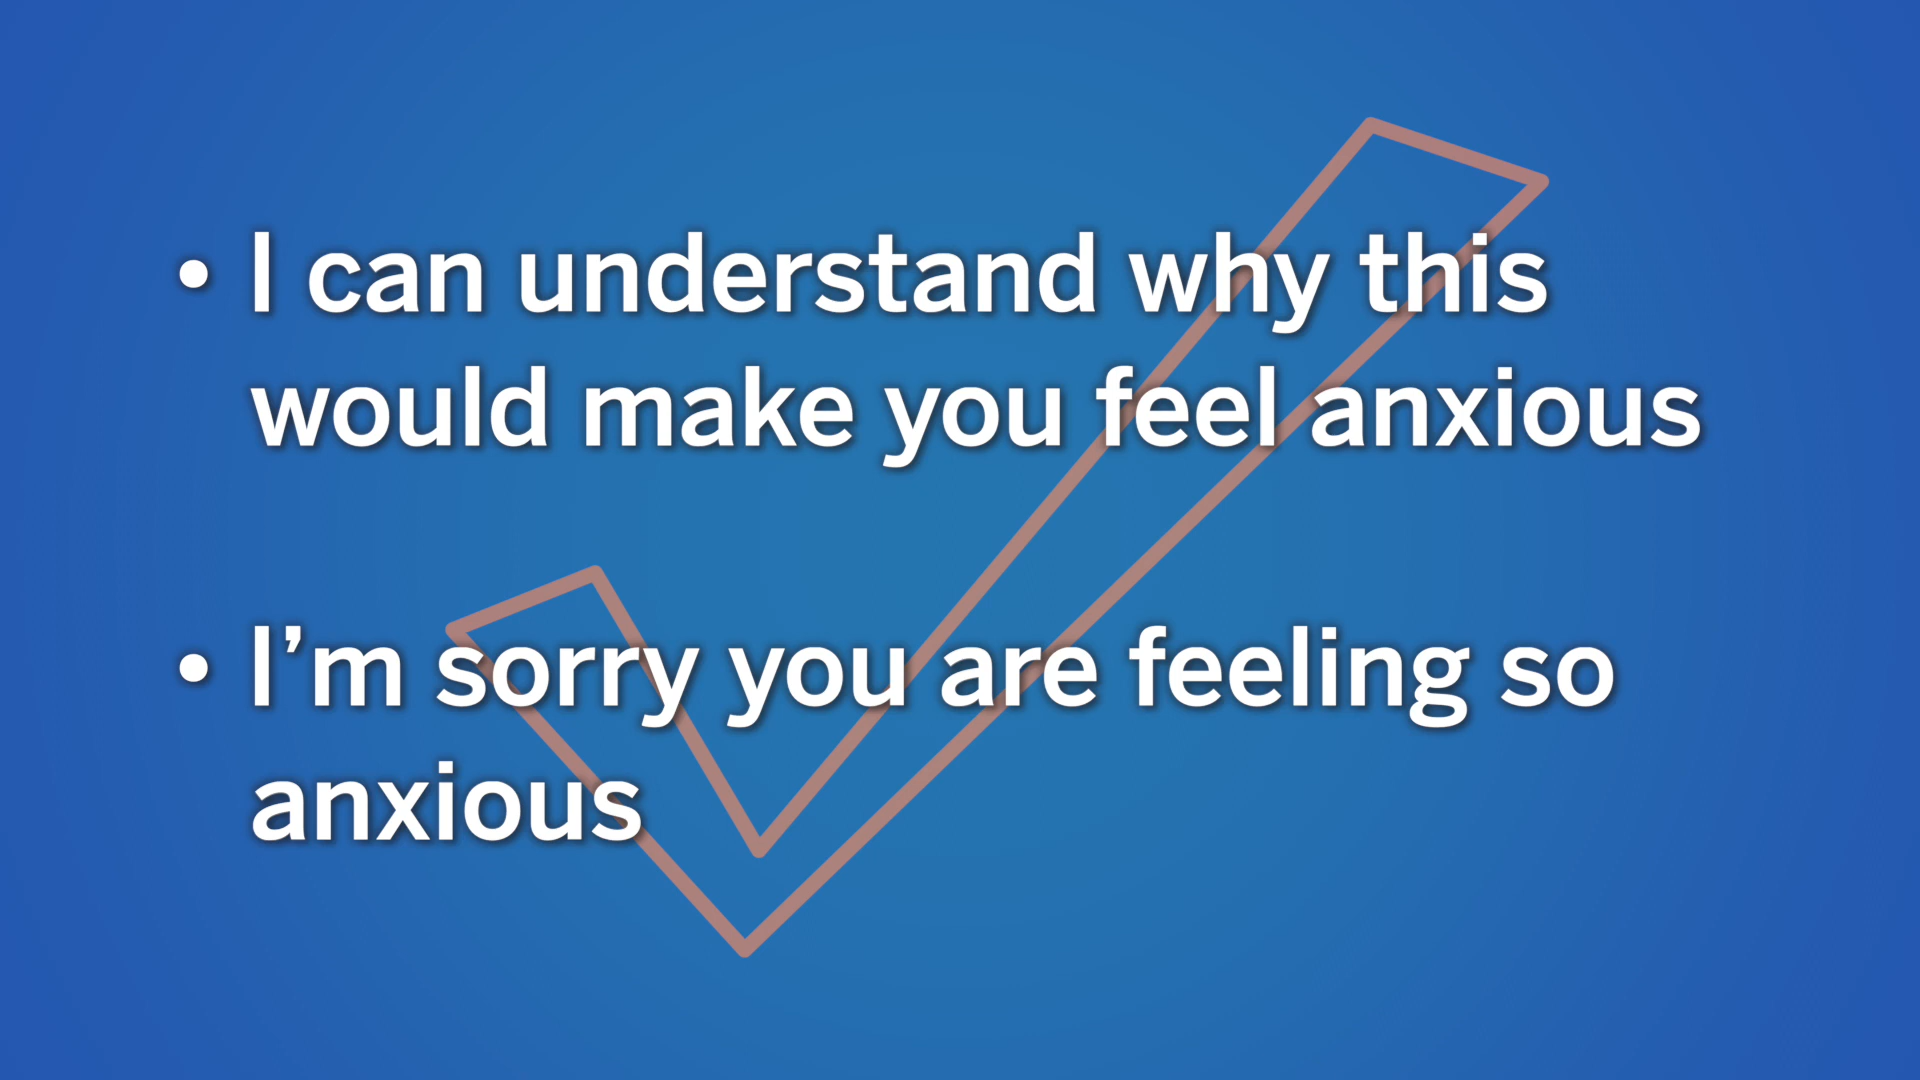 • I can understand why this
would make you feel anxious
• I’m sorry you are feeling so
anxious